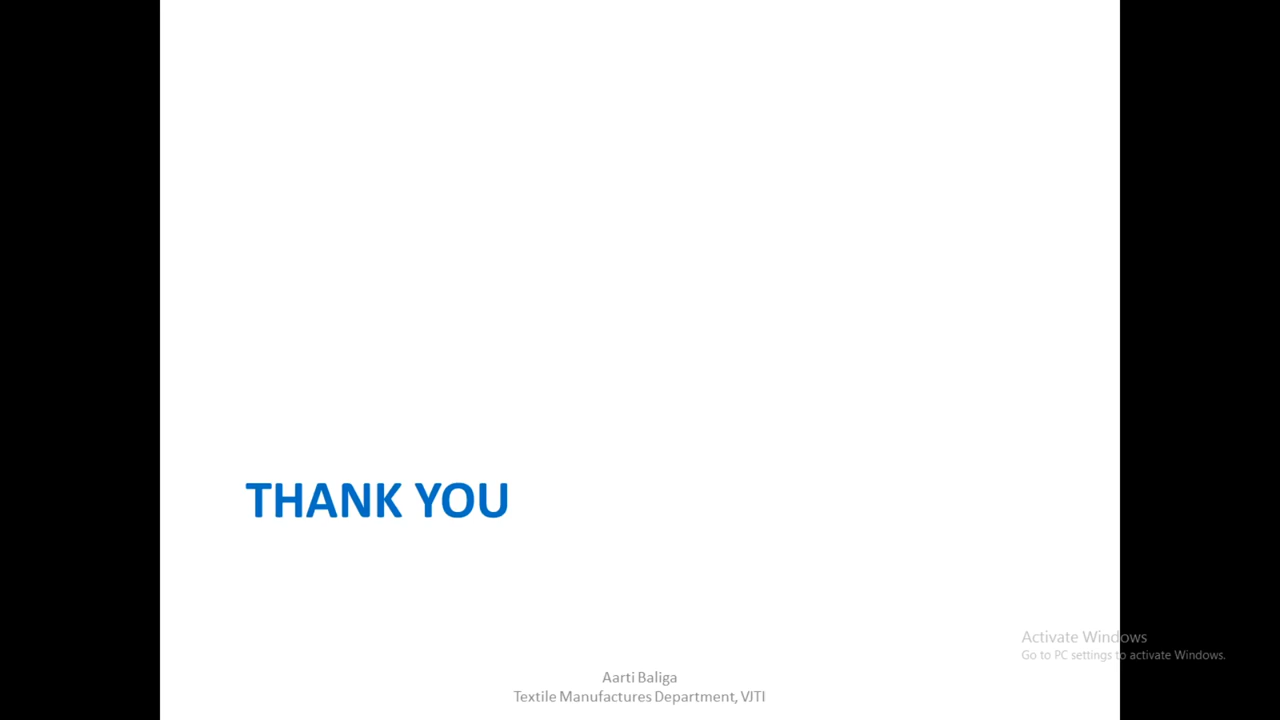 THANK YOU
Activate Windows
Go to PC settings to activate Windows.
Aarti Baliga
Textile Manufactures Department, VJTI